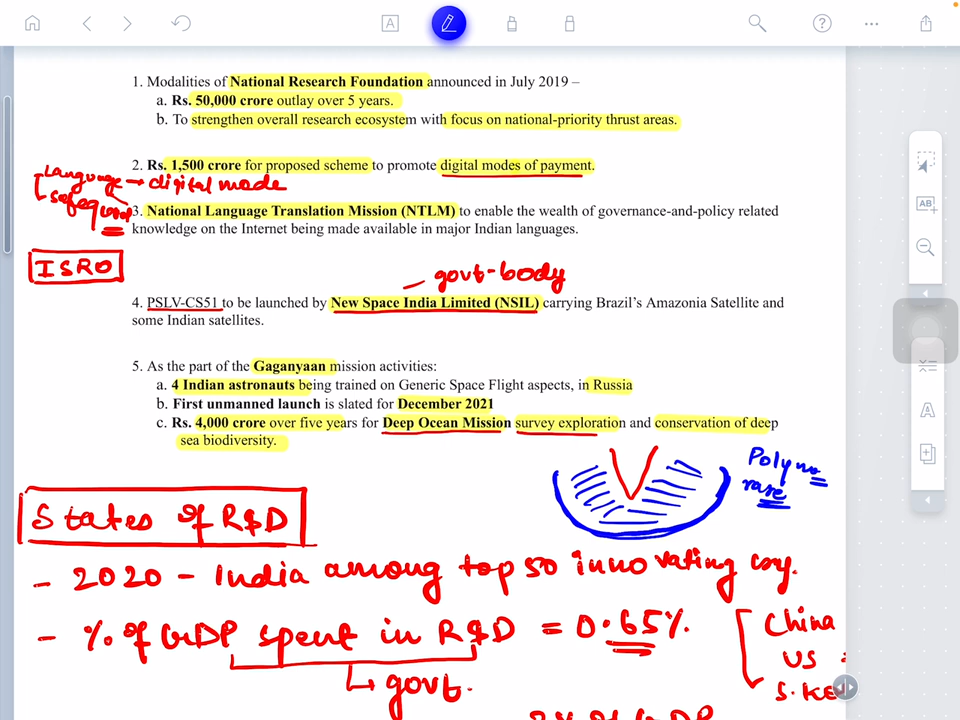 1. Modalities of National Research Foundation announced in July 2019 –
a. Rs. 50,000 crore outlay over 5 years.
b. To strengthen overall research ecosystem with focus on national-priority thrust areas.
2. Rs. 1,500 crore for proposed scheme to promote digital modes of payment.
Language → digital mode
3. National Language Translation Mission (NTLM) to enable the wealth of governance-and-policy related
knowledge on the Internet being made available in major Indian languages.
ISRO
govt-body
4. PSLV-CS51 to be launched by New Space India Limited (NSIL) carrying Brazil's Amazonia Satellite and
some Indian satellites.
5. As the part of the Gaganyaan mission activities:
a. 4 Indian astronauts being trained on Generic Space Flight aspects, in Russia
b. First unmanned launch is slated for December 2021
c. Rs. 4,000 crore over five years for Deep Ocean Mission survey exploration and conservation of deep
sea biodiversity.
rare
States of R&D
- 2020 - India among top 50 innovating
- % of GDP spent in R&D = 0.65%
China
US
govt.
of GDP